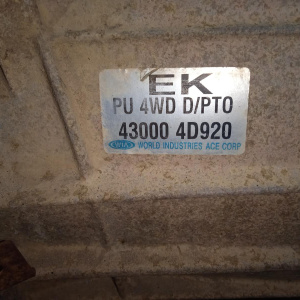 EK
PU 4WD D/PTO
43000 4D920
WORLD INDUSTRIES ACE CORP